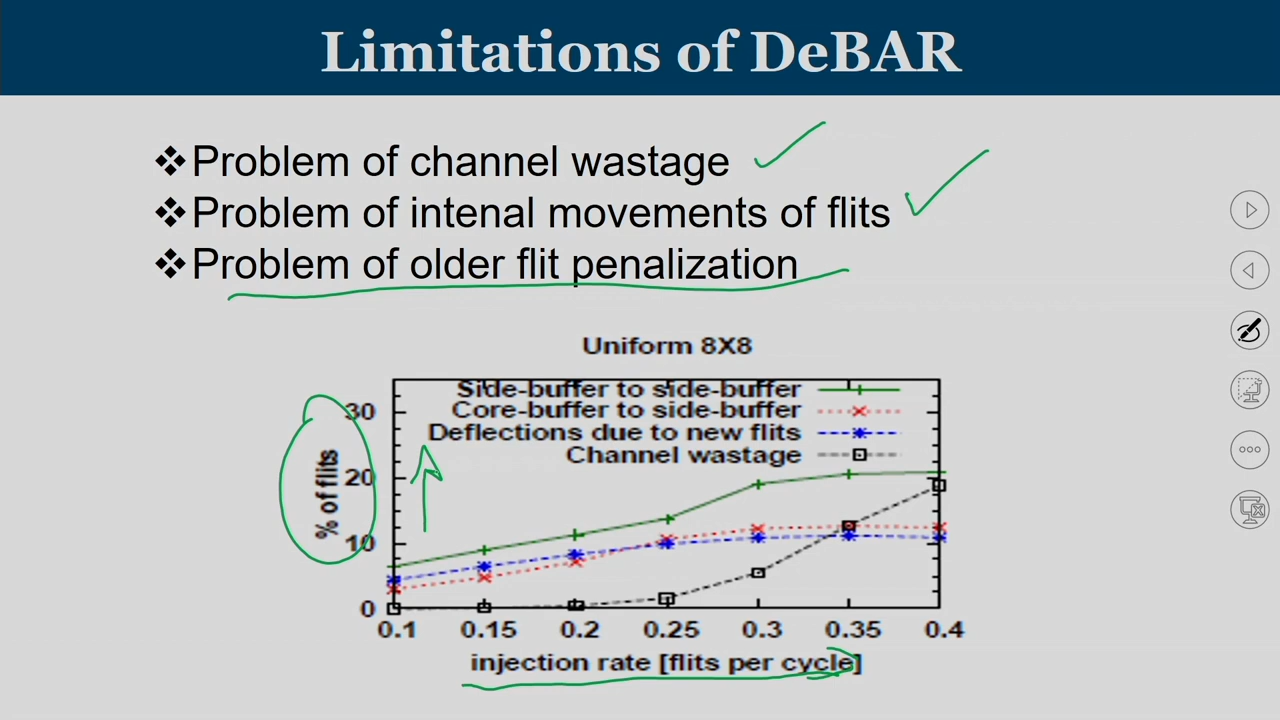 Limitations of DeBAR
❖Problem of channel wastage
❖Problem of intenal movements of flits
❖Problem of older flit penalization
Uniform 8X8
Side-buffer to side-buffer
Core-buffer to side-buffer
Deflections due to new flits
Channel wastage
% of flits
30
20
10
0
0.1 0.15 0.2 0.25 0.3 0.35 0.4
injection rate [flits per cycle]